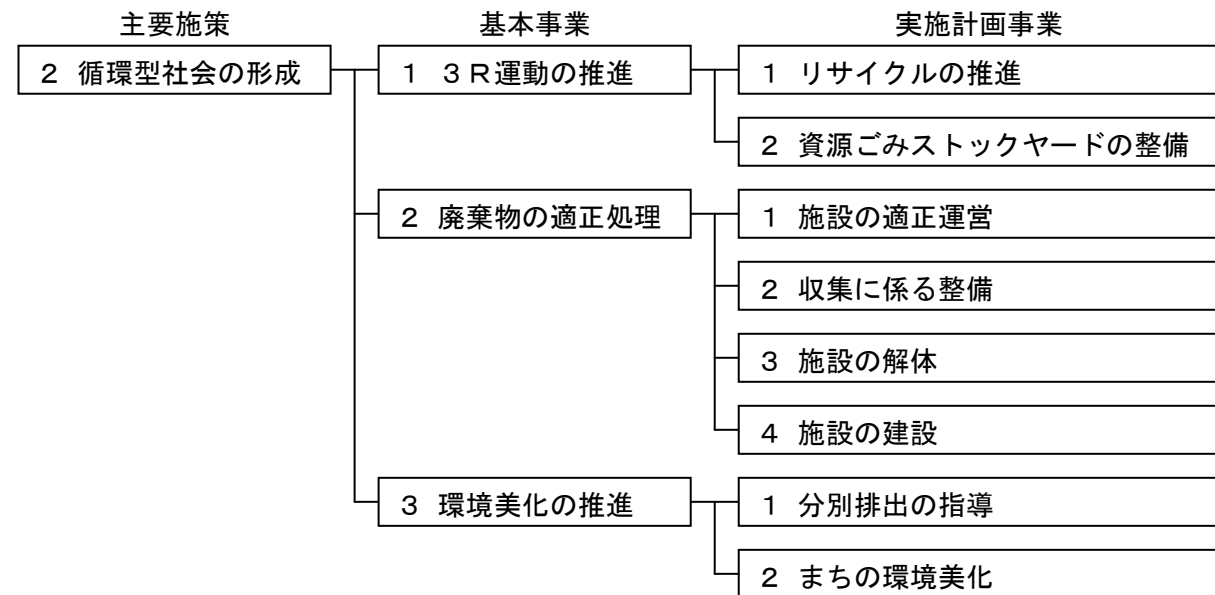 主要施策 基本事業 実施計画事業
２ 循環型社会の形成 １ ３Ｒ運動の推進 １ リサイクルの推進
２ 資源ごみストックヤードの整備
２ 廃棄物の適正処理 １ 施設の適正運営
２ 収集に係る整備
３ 施設の解体
４ 施設の建設
３ 環境美化の推進 １ 分別排出の指導
２ まちの環境美化